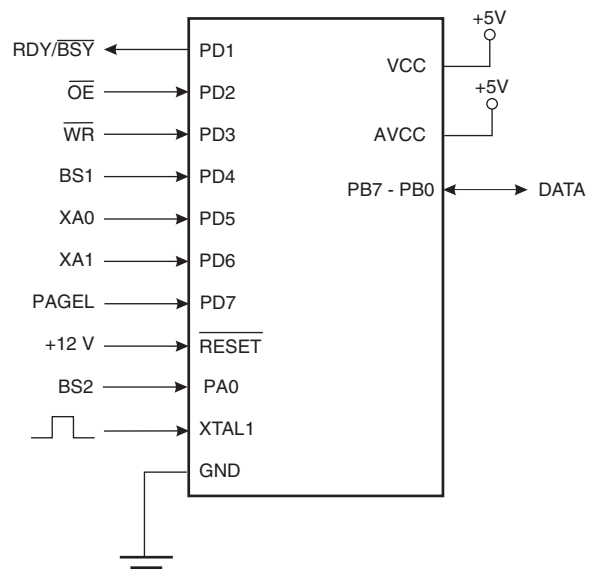 +5V
RDY/BSY PD1
VCC
OE PD2
+5V
WR PD3
AVCC
BS1 PD4
PB7 - PB0 DATA
XA0 PD5
XA1 PD6
PAGEL PD7
+12 V RESET
BS2 PA0
XTAL1
GND